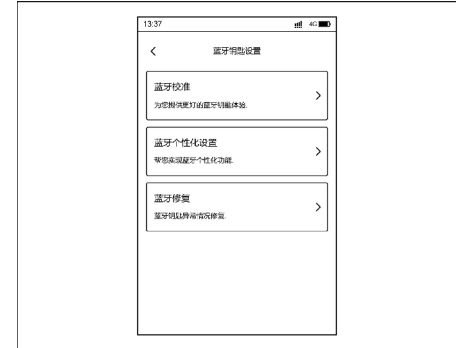 13:37
4G
蓝牙钥匙设置
蓝牙校准
为您提供更好的蓝牙钥匙体验.
蓝牙个性化设置
帮您实现蓝牙个性化功能.
蓝牙修复
蓝牙钥匙异常情况修复.